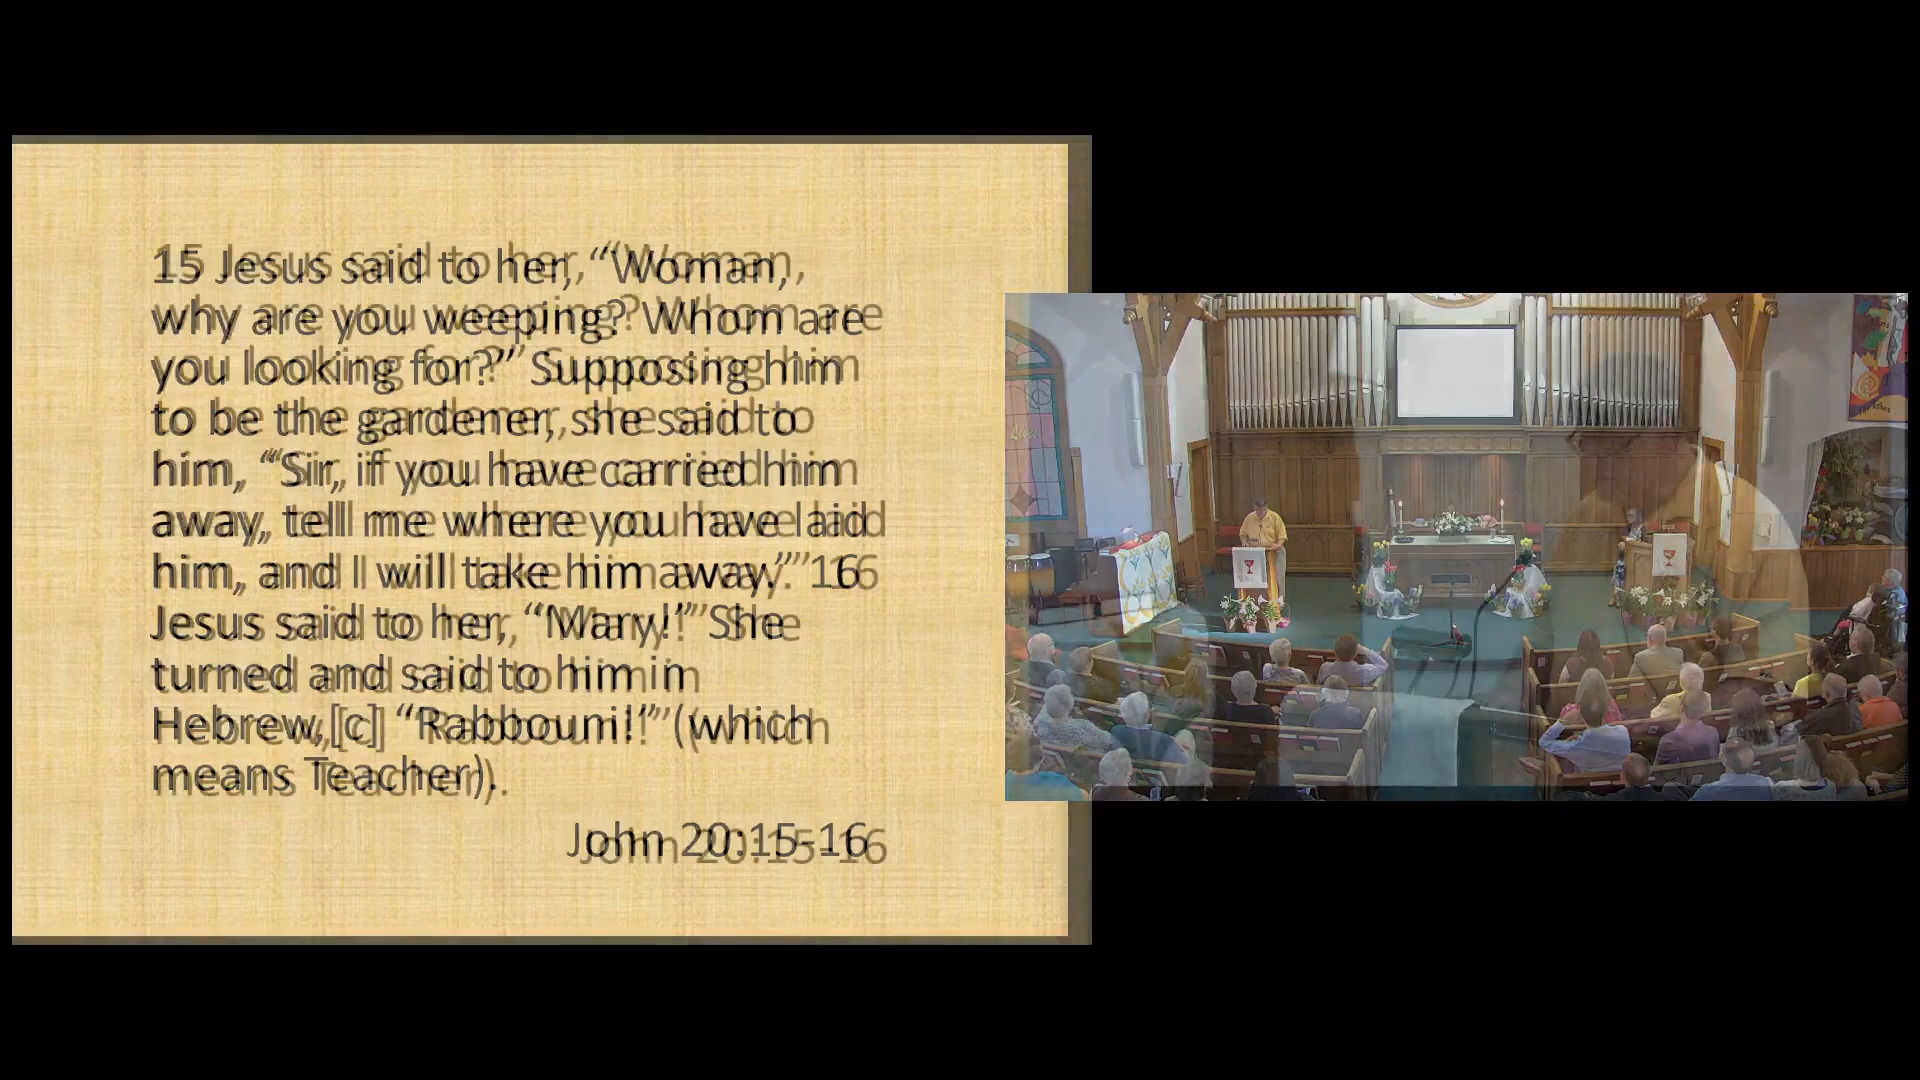 15 Jesus said to her, “Woman,
why are you weeping? Whom are
you looking for?” Supposing him
to be the gardener, she said to
him, “Sir, if you have carried him
away, tell me where you have laid
him, and I will take him away.” 16
Jesus said to her, “Mary!” She
turned and said to him in
Hebrew,[c] “Rabbouni!” (which
means Teacher).
John 20:15-16